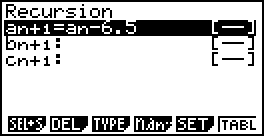 Recursion
an+1=an-6.5 [—]
bn+1: [—]
cn+1: [—]
SEL+S DEL TYPE n.an·· SET TABL